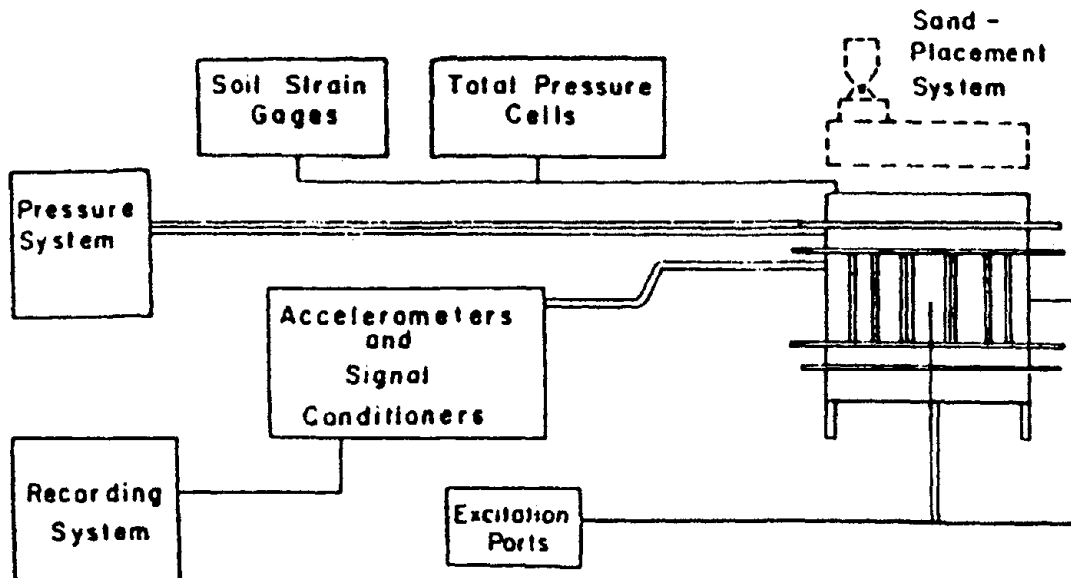 Sand -
Placement
System
Soil Strain
Gages
Total Pressure
Cells
Pressure
System
Accelerometers
and
Signal
Conditioners
Recording
System
Excitation
Ports